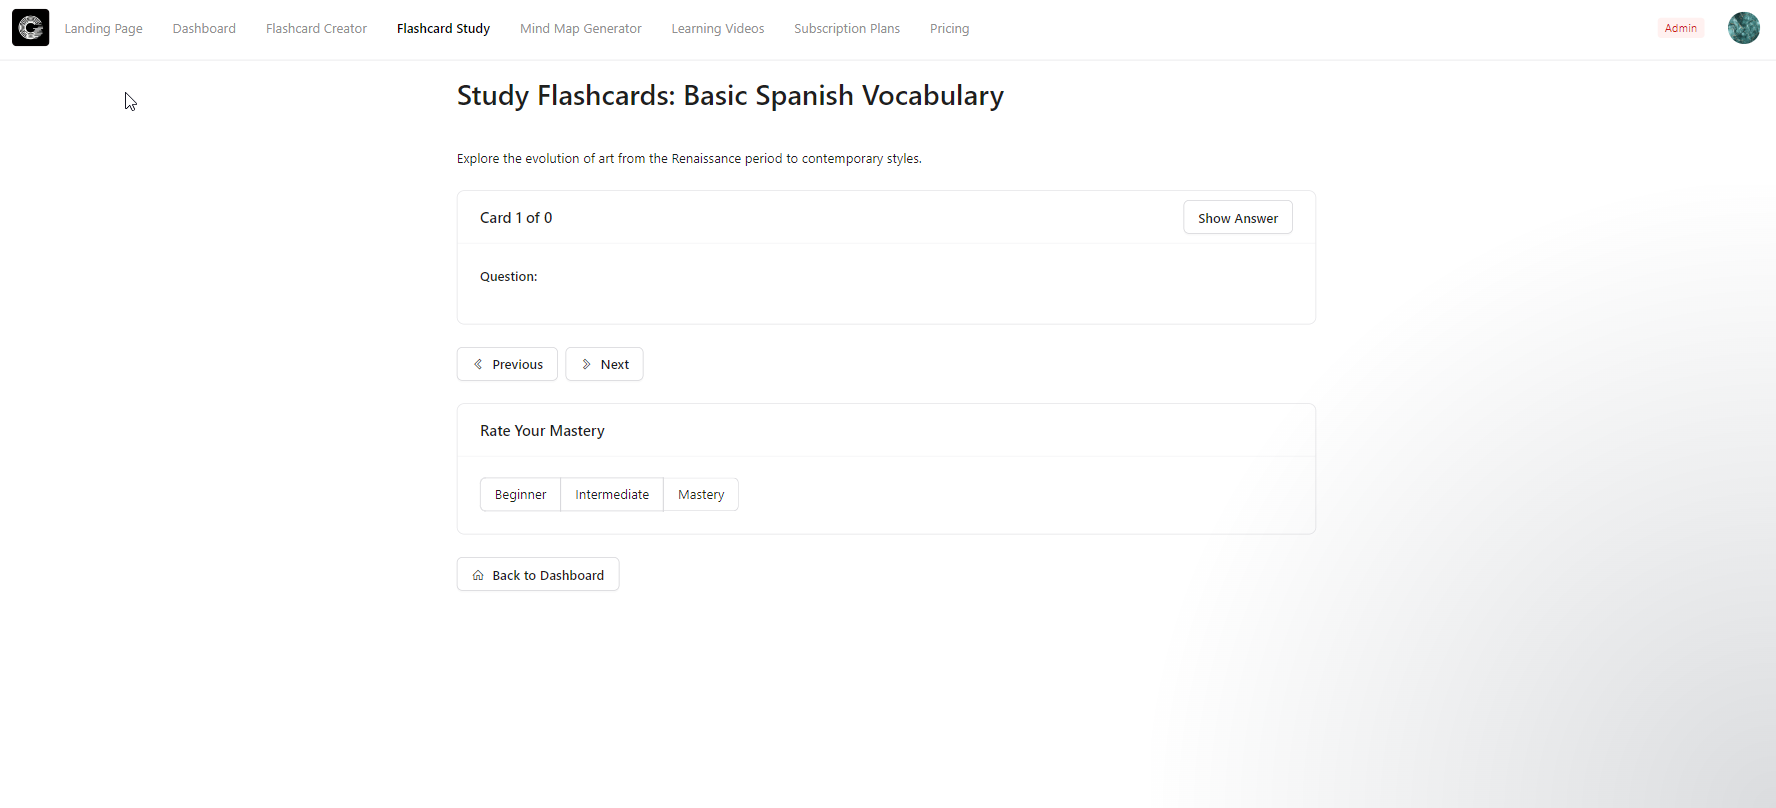 Landing Page Dashboard Flashcard Creator Flashcard Study Mind Map Generator Learning Videos Subscription Plans Pricing Admin
Study Flashcards: Basic Spanish Vocabulary
Explore the evolution of art from the Renaissance period to contemporary styles.
Card 1 of 0 Show Answer
Question:
Previous Next
Rate Your Mastery
Beginner Intermediate Mastery
Back to Dashboard